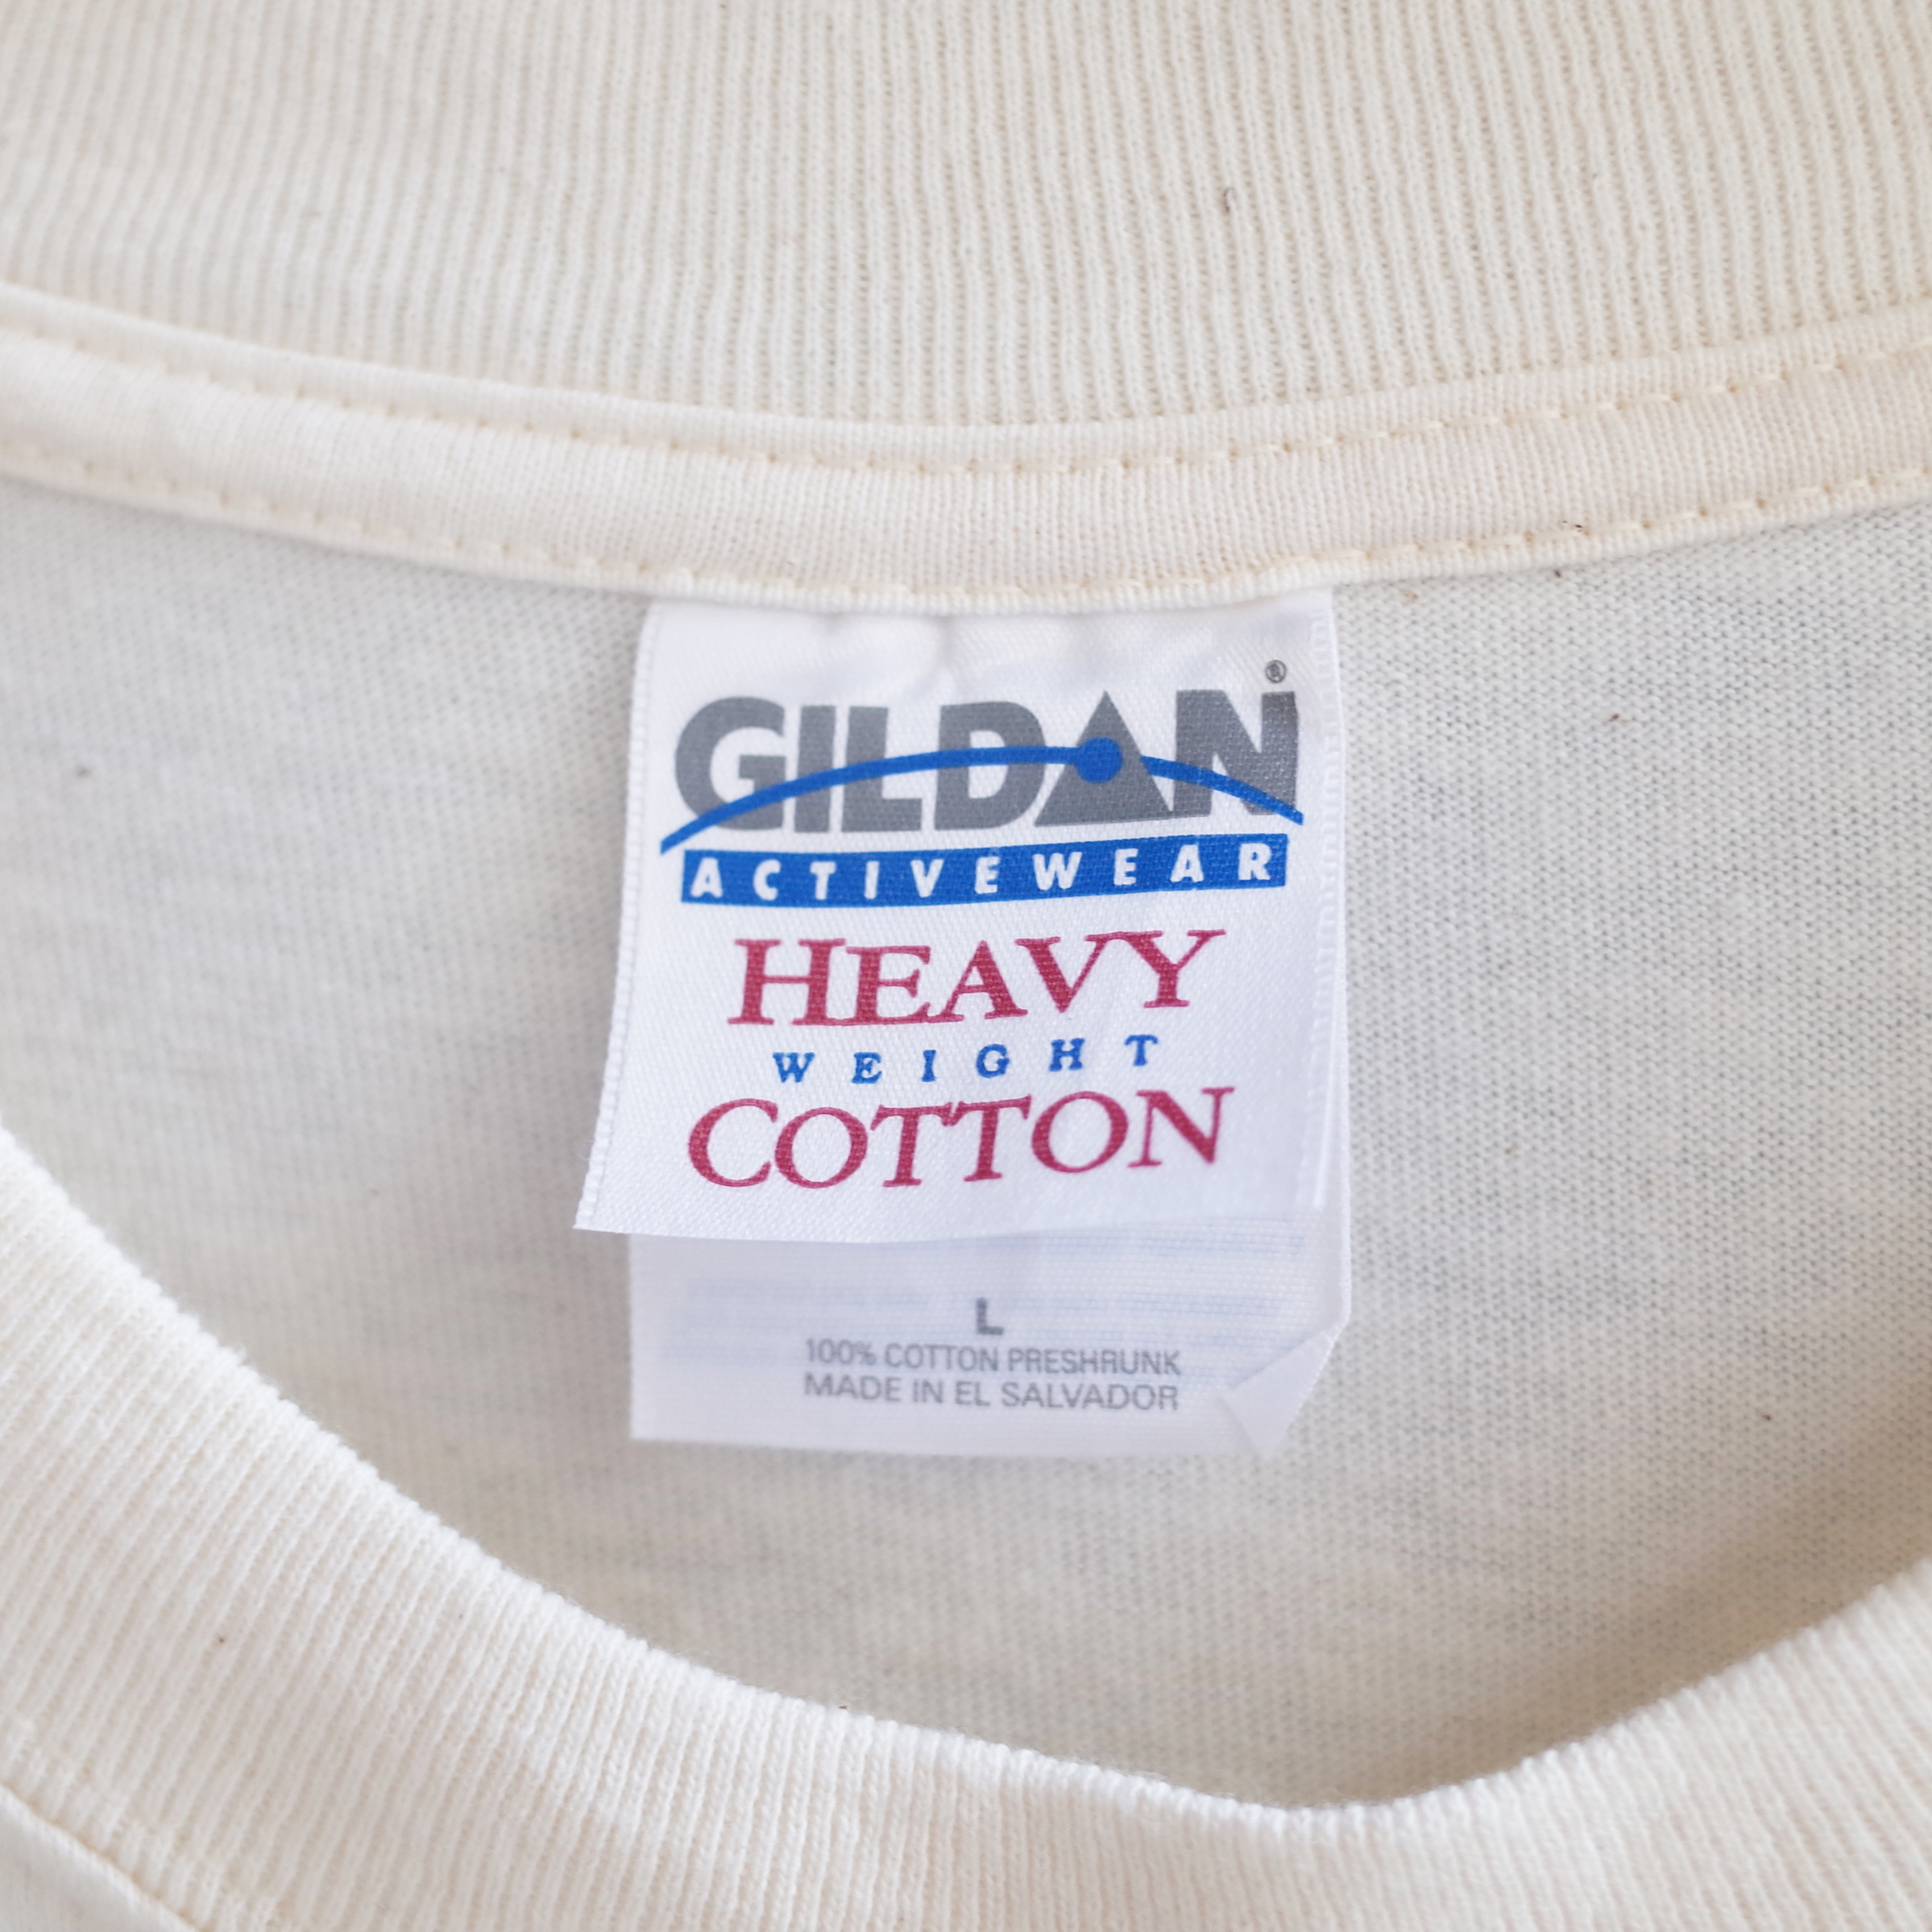 GILDAN®
ACTIVEWEAR
HEAVY
WEIGHT
COTTON
L
100% COTTON PRESHRUNK
MADE IN EL SALVADOR